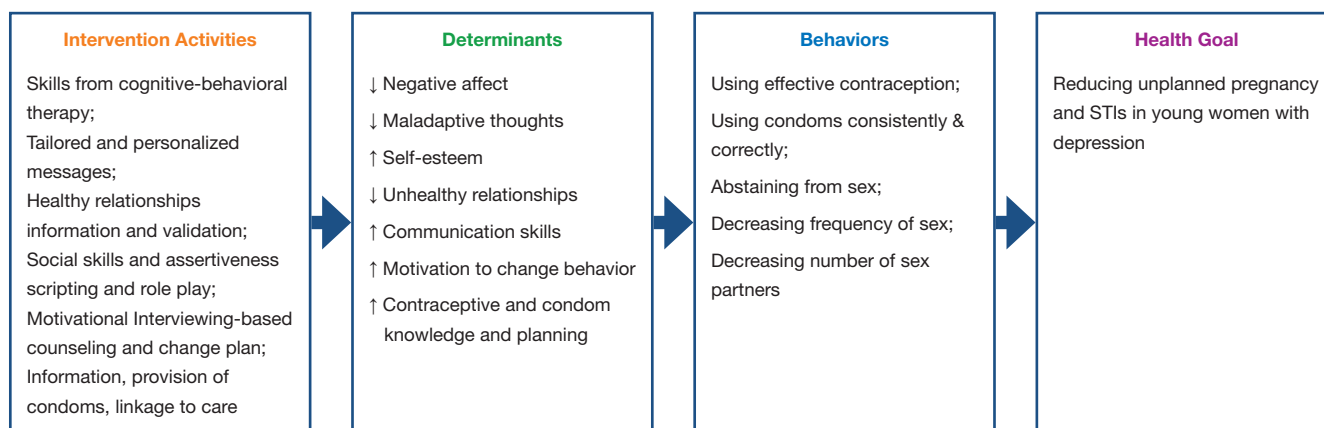 Intervention Activities
Skills from cognitive-behavioral
therapy;
Tailored and personalized
messages;
Healthy relationships
information and validation;
Social skills and assertiveness
scripting and role play;
Motivational Interviewing-based
counseling and change plan;
Information, provision of
condoms, linkage to care
Determinants
↓ Negative affect
↓ Maladaptive thoughts
↑ Self-esteem
↓ Unhealthy relationships
↑ Communication skills
↑ Motivation to change behavior
↑ Contraceptive and condom
knowledge and planning
Behaviors
Using effective contraception;
Using condoms consistently &
correctly;
Abstaining from sex;
Decreasing frequency of sex;
Decreasing number of sex
partners
Health Goal
Reducing unplanned pregnancy
and STIs in young women with
depression